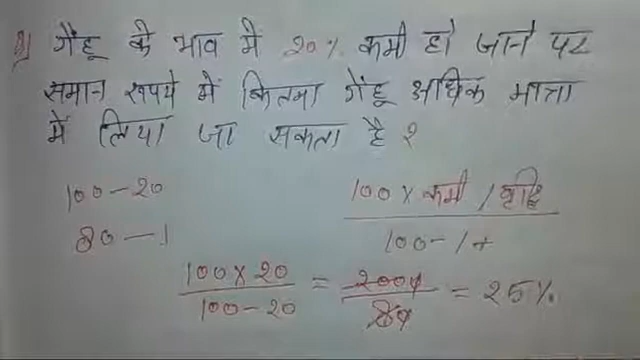 Q) गेंहू के भाव में 20% कमी हो जाने पर
समान रूपये में कितना गेंहू अधिक मात्रा
में लिया जा सकता है ?
100 - 20
80 — 1
100 × कमी / वृद्धि
100 - / +
100 × 20 / 100 - 20 = 2000 / 80 = 25%.